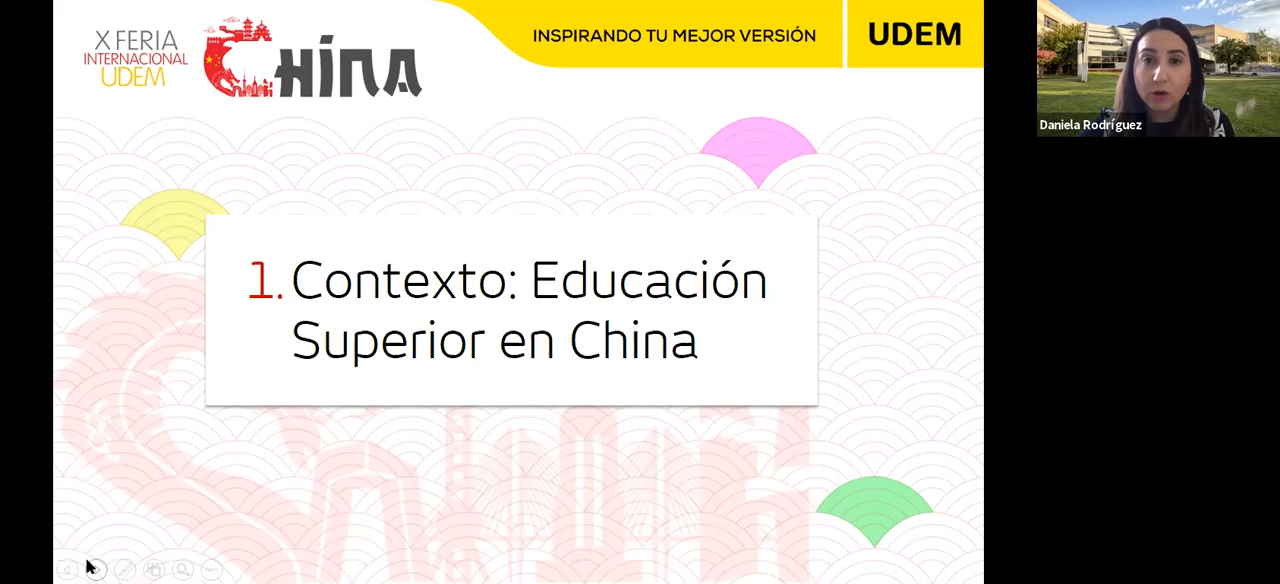 X FERIA
INTERNACIONAL
UDEM
CHINA
INSPIRANDO TU MEJOR VERSIÓN
UDEM
Daniela Rodríguez
1. Contexto: Educación
Superior en China